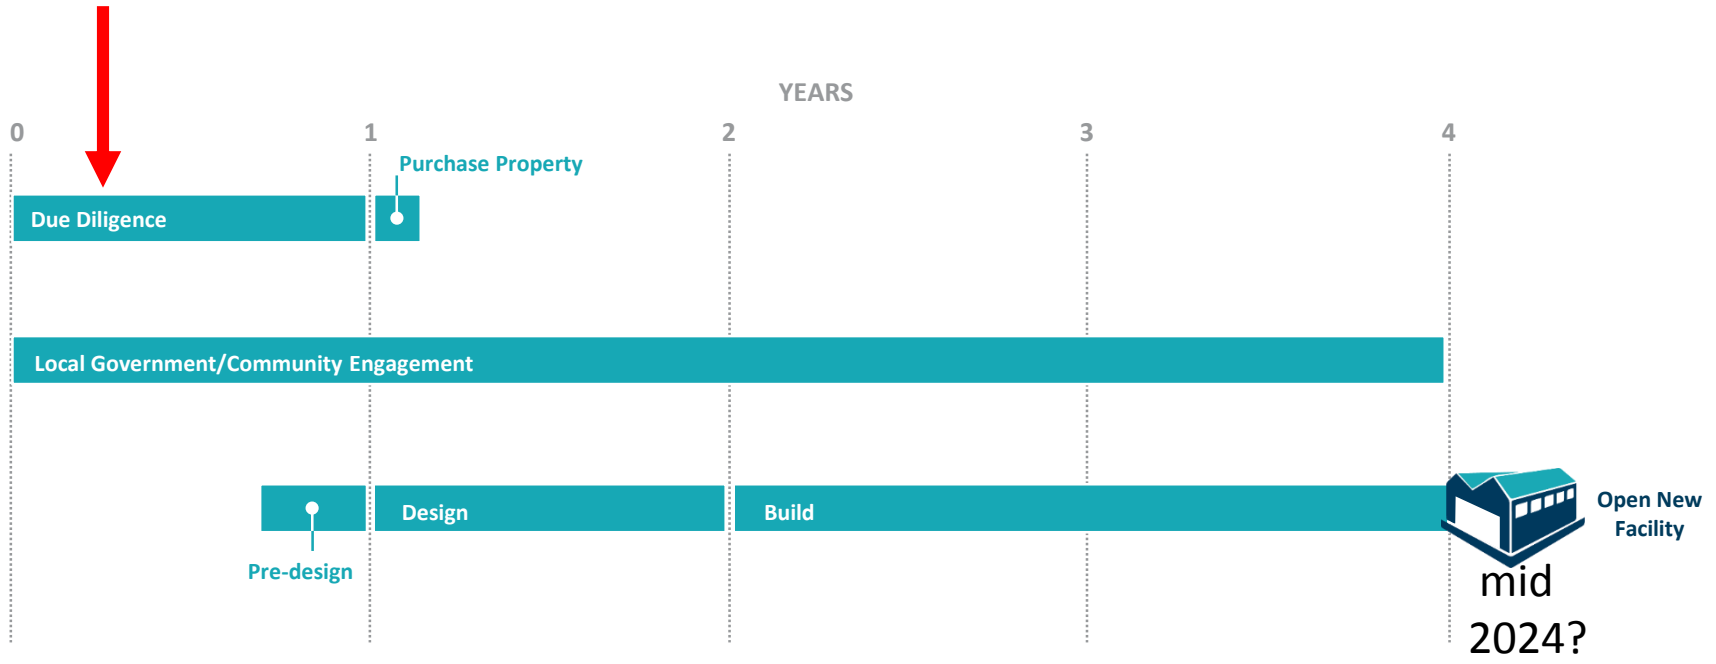 YEARS
0 1 2 3 4
Purchase Property
Due Diligence
Local Government/Community Engagement
Design
Build
Open New
Facility
Pre-design
mid
2024?